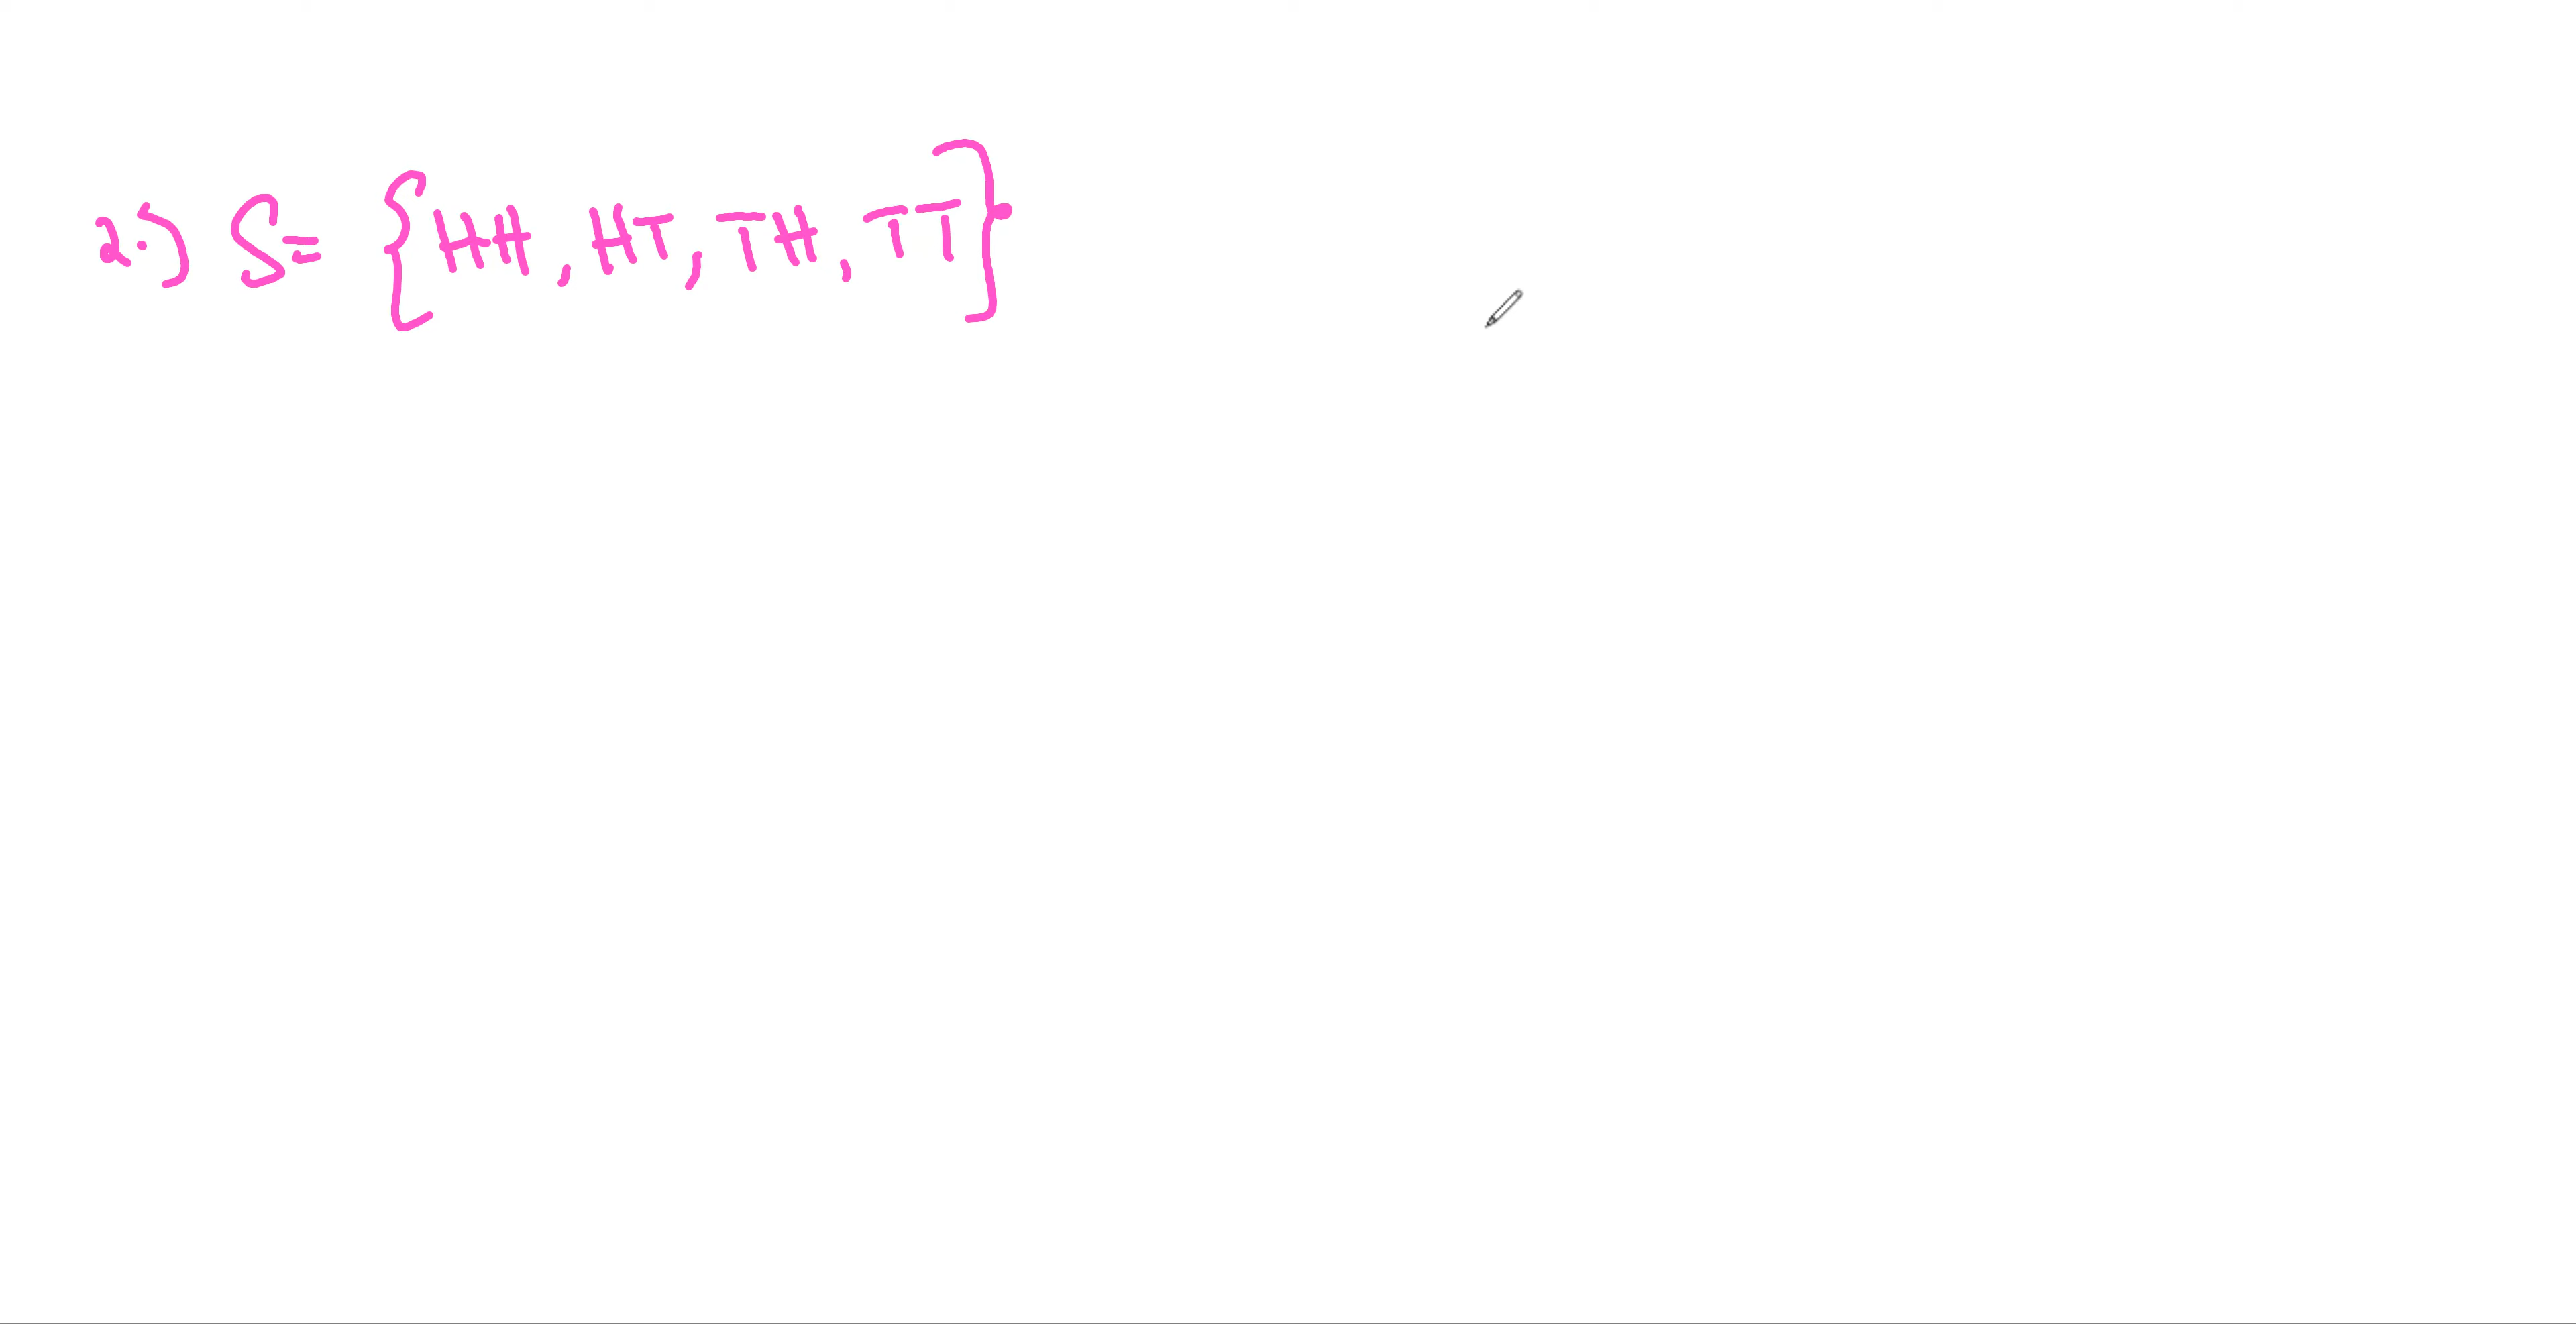 2.) S = {HH, HT, TH, TT}